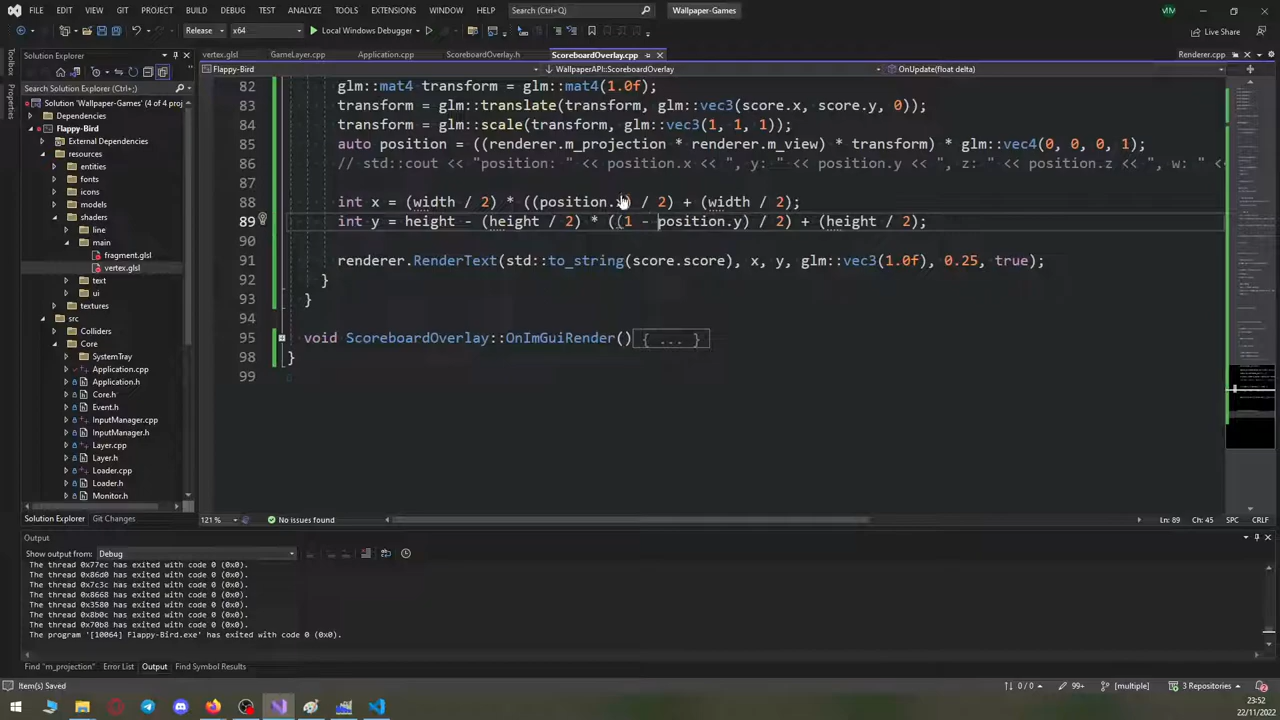 FILE EDIT VIEW GIT PROJECT BUILD DEBUG TEST ANALYZE TOOLS EXTENSIONS WINDOW HELP Search (Ctrl+Q) Wallpaper-Games VM
Release x64 Local Windows Debugger
Toolbox
Properties
Solution Explorer
Search Solution Explorer (Ctrl+;)
Solution 'Wallpaper-Games' (4 of 4 pro
Dependencies
Flappy-Bird
External Dependencies
resources
entities
fonts
icons
models
shaders
main
fragment.glsl
vertex.glsl
text
ui
textures
src
Colliders
Core
SystemTray
Application.cpp
Application.h
Core.h
Event.h
InputManager.cpp
InputManager.h
Layer.cpp
Layer.h
Loader.cpp
Loader.h
Monitor.h
Solution Explorer Git Changes
vertex.glsl GameLayer.cpp Application.cpp ScoreboardOverlay.h ScoreboardOverlay.cpp Renderer.cpp
Flappy-Bird WallpaperAPI::ScoreboardOverlay OnUpdate(float delta)
82 glm::mat4 transform = glm::mat4(1.0f);
83 transform = glm::translate(transform, glm::vec3(score.x, score.y, 0));
84 transform = glm::scale(transform, glm::vec3(1, 1, 1));
85 auto position = ((renderer.m_projection * renderer.m_view) * transform) * glm::vec4(0, 0, 0, 1);
86 // std::cout << "position: " << position.x << ", y: " << position.y << ", z: " << position.z << ", w: " <<
87
88 int x = (width / 2) * ((position.x) / 2) + (width / 2);
89 int y = height - (height / 2) * ((1 - position.y) / 2) + (height / 2);
90
91 renderer.RenderText(std::to_string(score.score), x, y, glm::vec3(1.0f), 0.25, true);
92 }
93 }
94
95 void ScoreboardOverlay::OnImGuiRender(){ ... }
98 }
99
121 % No issues found Ln: 89 Ch: 45 SPC CRLF
Output
Show output from: Debug
The thread 0x77ec has exited with code 0 (0x0).
The thread 0x86d0 has exited with code 0 (0x0).
The thread 0x7c3c has exited with code 0 (0x0).
The thread 0x8668 has exited with code 0 (0x0).
The thread 0x3580 has exited with code 0 (0x0).
The thread 0x8b0c has exited with code 0 (0x0).
The thread 0x70b8 has exited with code 0 (0x0).
The program '[10064] Flappy-Bird.exe' has exited with code 0 (0x0).
Find "m_projection" Error List Output Find Symbol Results
Item(s) Saved 0 / 0 99+ [multiple] 3 Repositories 2
23:52
22/11/2022